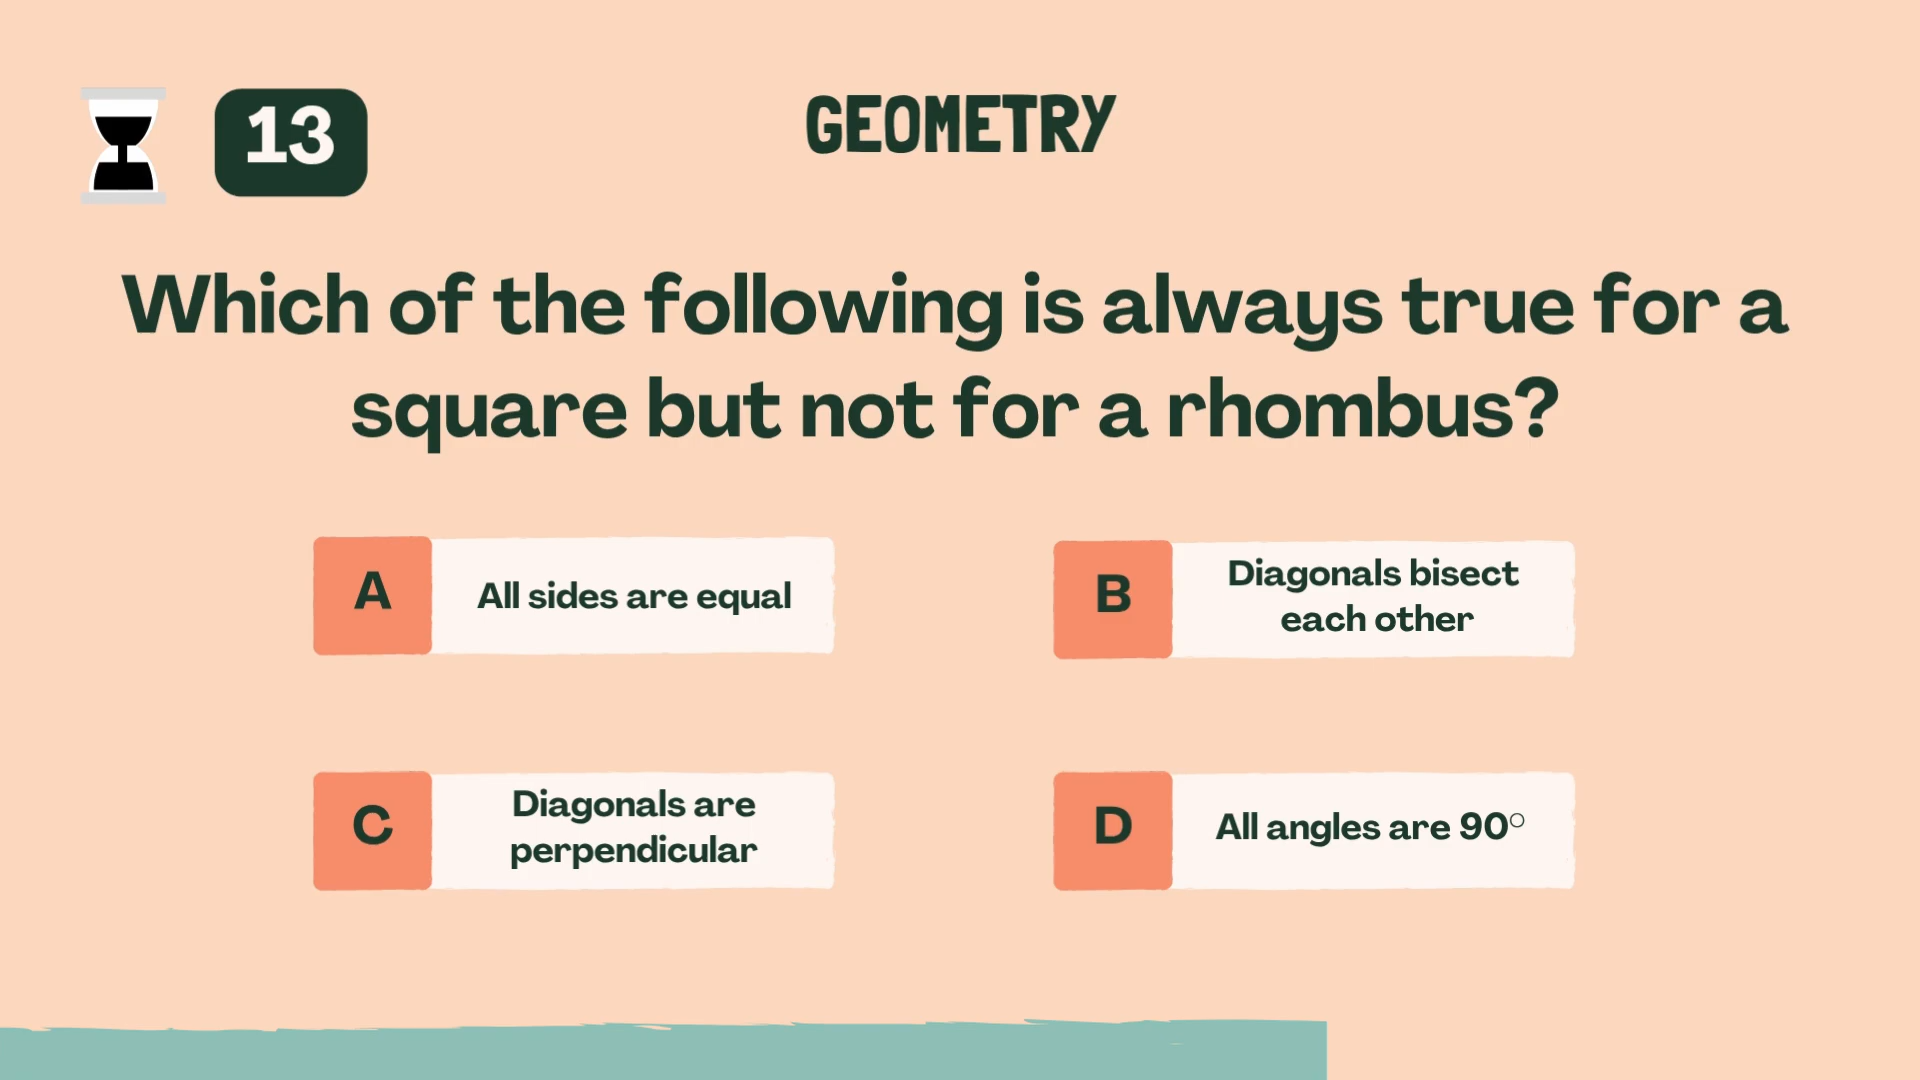 13
GEOMETRY
Which of the following is always true for a
square but not for a rhombus?
A
All sides are equal
B
Diagonals bisect
each other
C
Diagonals are
perpendicular
D
All angles are 90°